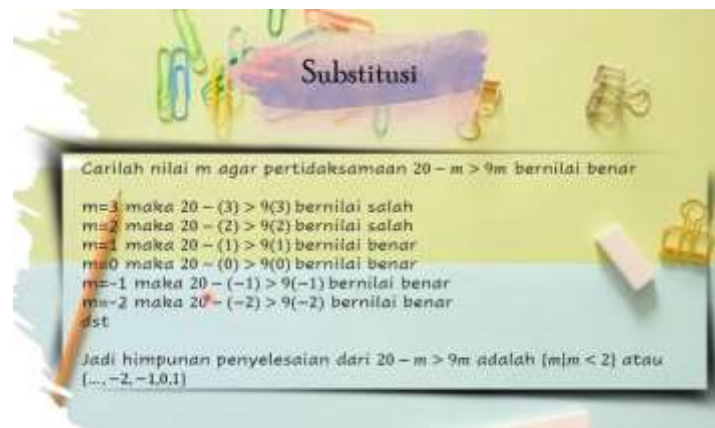 Substitusi
Carilah nilai m agar pertidaksamaan 20 – m > 9m bernilai benar
m=3 maka 20 – (3) > 9(3) bernilai salah
m=2 maka 20 – (2) > 9(2) bernilai salah
m=1 maka 20 – (1) > 9(1) bernilai benar
m=0 maka 20 – (0) > 9(0) bernilai benar
m=-1 maka 20 – (–1) > 9(–1) bernilai benar
m=-2 maka 20 – (–2) > 9(–2) bernilai benar
dst
Jadi himpunan penyelesaian dari 20 – m > 9m adalah {m|m < 2} atau
{..., –2, –1,0,1}